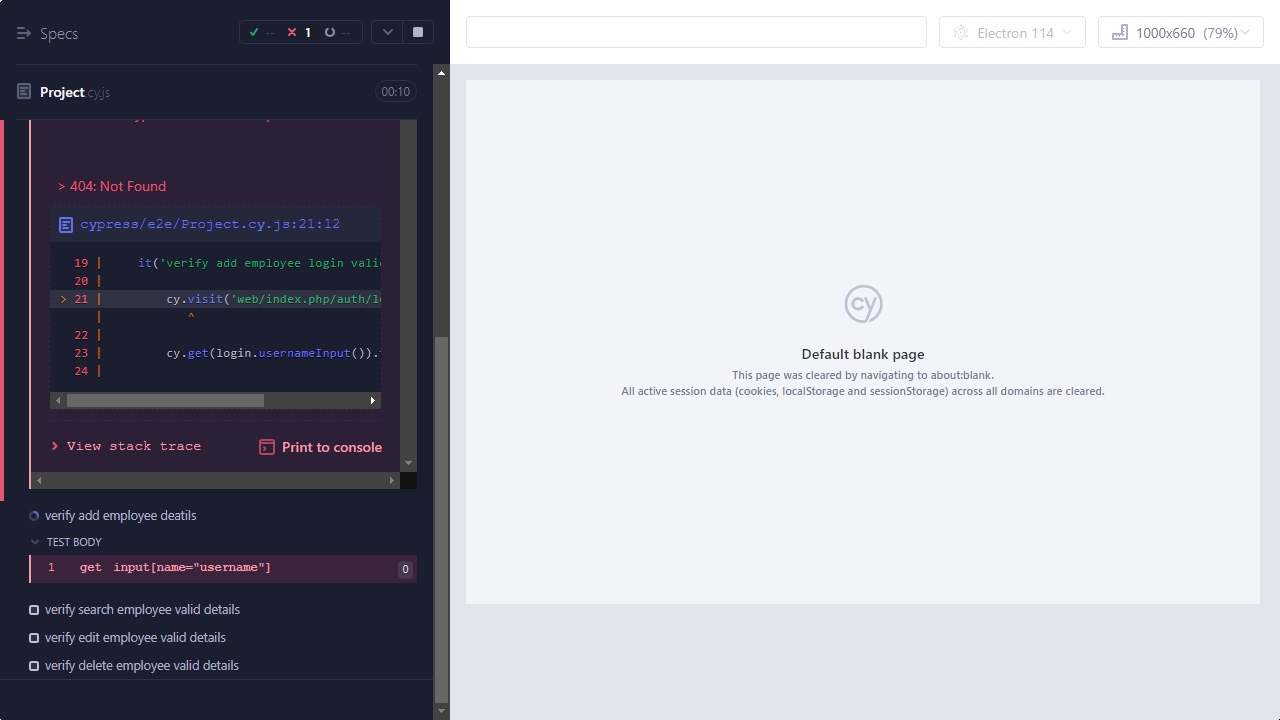 Specs
-- 1 --
Electron 114
1000x660 (79%)
Project.cy.js
00:10
> 404: Not Found
cypress/e2e/Project.cy.js:21:12
19 | it('verify add employee login vali
20 |
> 21 | cy.visit('web/index.php/auth/l
| ^
22 |
23 | cy.get(login.usernameInput()).
24 |
View stack trace
Print to console
verify add employee deatils
TEST BODY
1 get input[name="username"] 0
verify search employee valid details
verify edit employee valid details
verify delete employee valid details
cy
Default blank page
This page was cleared by navigating to about:blank.
All active session data (cookies, localStorage and sessionStorage) across all domains are cleared.